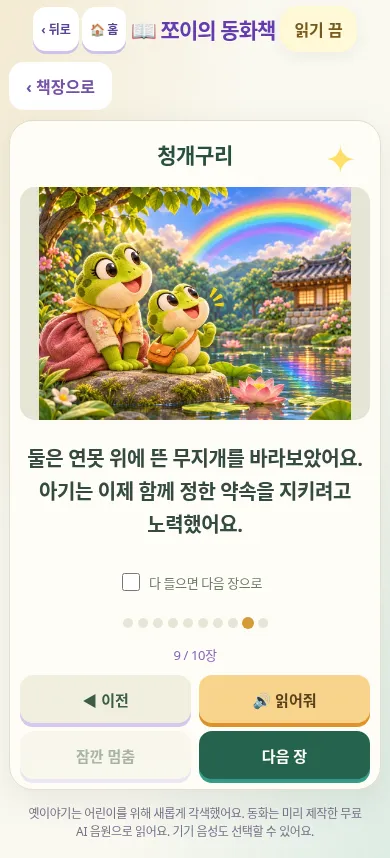 ‹ 뒤로
🏠 홈
📖 쪼이의 동화책
읽기 끔
‹ 책장으로
청개구리
둘은 연못 위에 뜬 무지개를 바라보았어요.
아기는 이제 함께 정한 약속을 지키려고
노력했어요.
다 들으면 다음 장으로
9 / 10장
◀ 이전
🔊 읽어줘
잠깐 멈춤
다음 장
옛이야기는 어린이를 위해 새롭게 각색했어요. 동화는 미리 제작한 무료
AI 음원으로 읽어요. 기기 음성도 선택할 수 있어요.